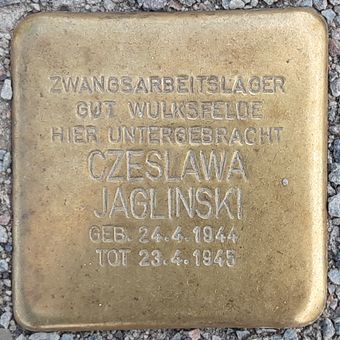 ZWANGSARBEITSLAGER
GUT WULKSFELDE
HIER UNTERGEBRACHT
CZESLAWA
JAGLINSKI
GEB. 24.4.1944
TOT 23.4.1945